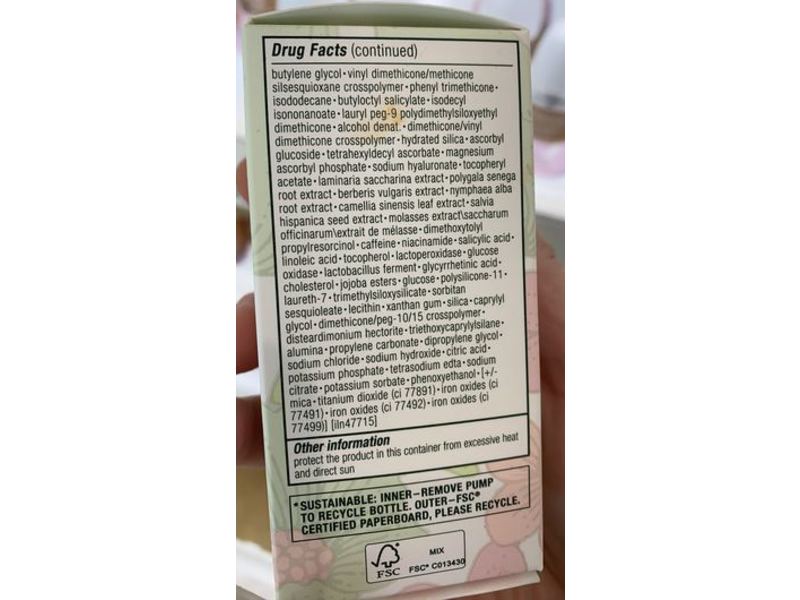 Drug Facts (continued)
butylene glycol•vinyl dimethicone/methicone
silsesquioxane crosspolymer•phenyl trimethicone•
isododecane•butyloctyl salicylate•isodecyl
isononanoate•lauryl peg-9 polydimethylsiloxyethyl
dimethicone•alcohol denat.•dimethicone/vinyl
dimethicone crosspolymer•hydrated silica•ascorbyl
glucoside•tetrahexyldecyl ascorbate•magnesium
ascorbyl phosphate•sodium hyaluronate•tocopheryl
acetate•laminaria saccharina extract•polygala senega
root extract•berberis vulgaris extract•nymphaea alba
root extract•camellia sinensis leaf extract•salvia
hispanica seed extract•molasses extract\saccharum
officinarum\extrait de mélasse•dimethoxytolyl
propylresorcinol•caffeine•niacinamide•salicylic acid•
linoleic acid•tocopherol•lactoperoxidase•glucose
oxidase•lactobacillus ferment•glycyrrhetinic acid•
cholesterol•jojoba esters•glucose•polysilicone-11•
laureth-7•trimethylsiloxysilicate•sorbitan
sesquioleate•lecithin•xanthan gum•silica•caprylyl
glycol•dimethicone/peg-10/15 crosspolymer•
disteardimonium hectorite•triethoxycaprylylsilane•
alumina•propylene carbonate•dipropylene glycol•
sodium chloride•sodium hydroxide•citric acid•
potassium phosphate•tetrasodium edta•sodium
citrate•potassium sorbate•phenoxyethanol•[+/-
mica•titanium dioxide (ci 77891)•iron oxides (ci
77491)•iron oxides (ci 77492)•iron oxides (ci
77499)] [iln47715]
Other information
protect the product in this container from excessive heat
and direct sun
*SUSTAINABLE: INNER–REMOVE PUMP
TO RECYCLE BOTTLE. OUTER–FSC®
CERTIFIED PAPERBOARD, PLEASE RECYCLE.
FSC
MIX
FSC® C013430